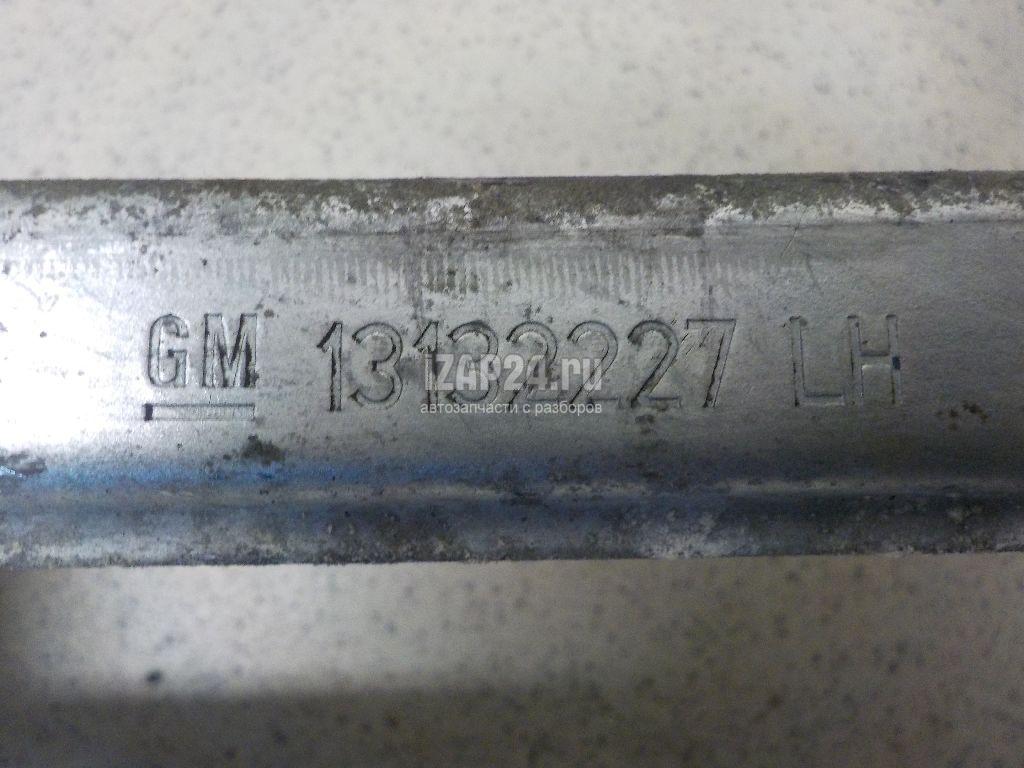 GM 13132227 LH
IZAP24.ru
автозапчасти с разборов